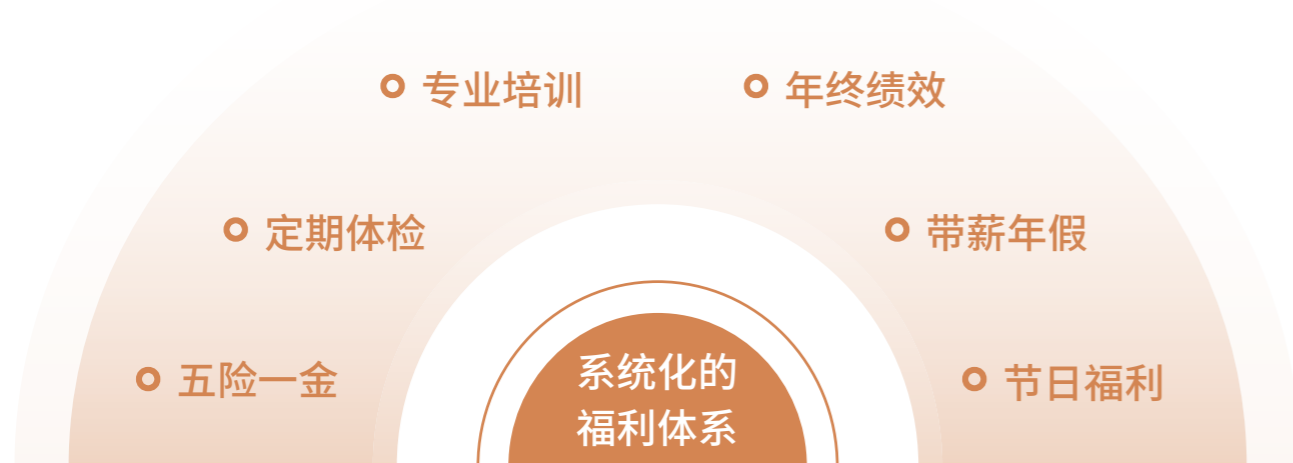 专业培训
年终绩效
定期体检
带薪年假
五险一金
节日福利
系统化的
福利体系